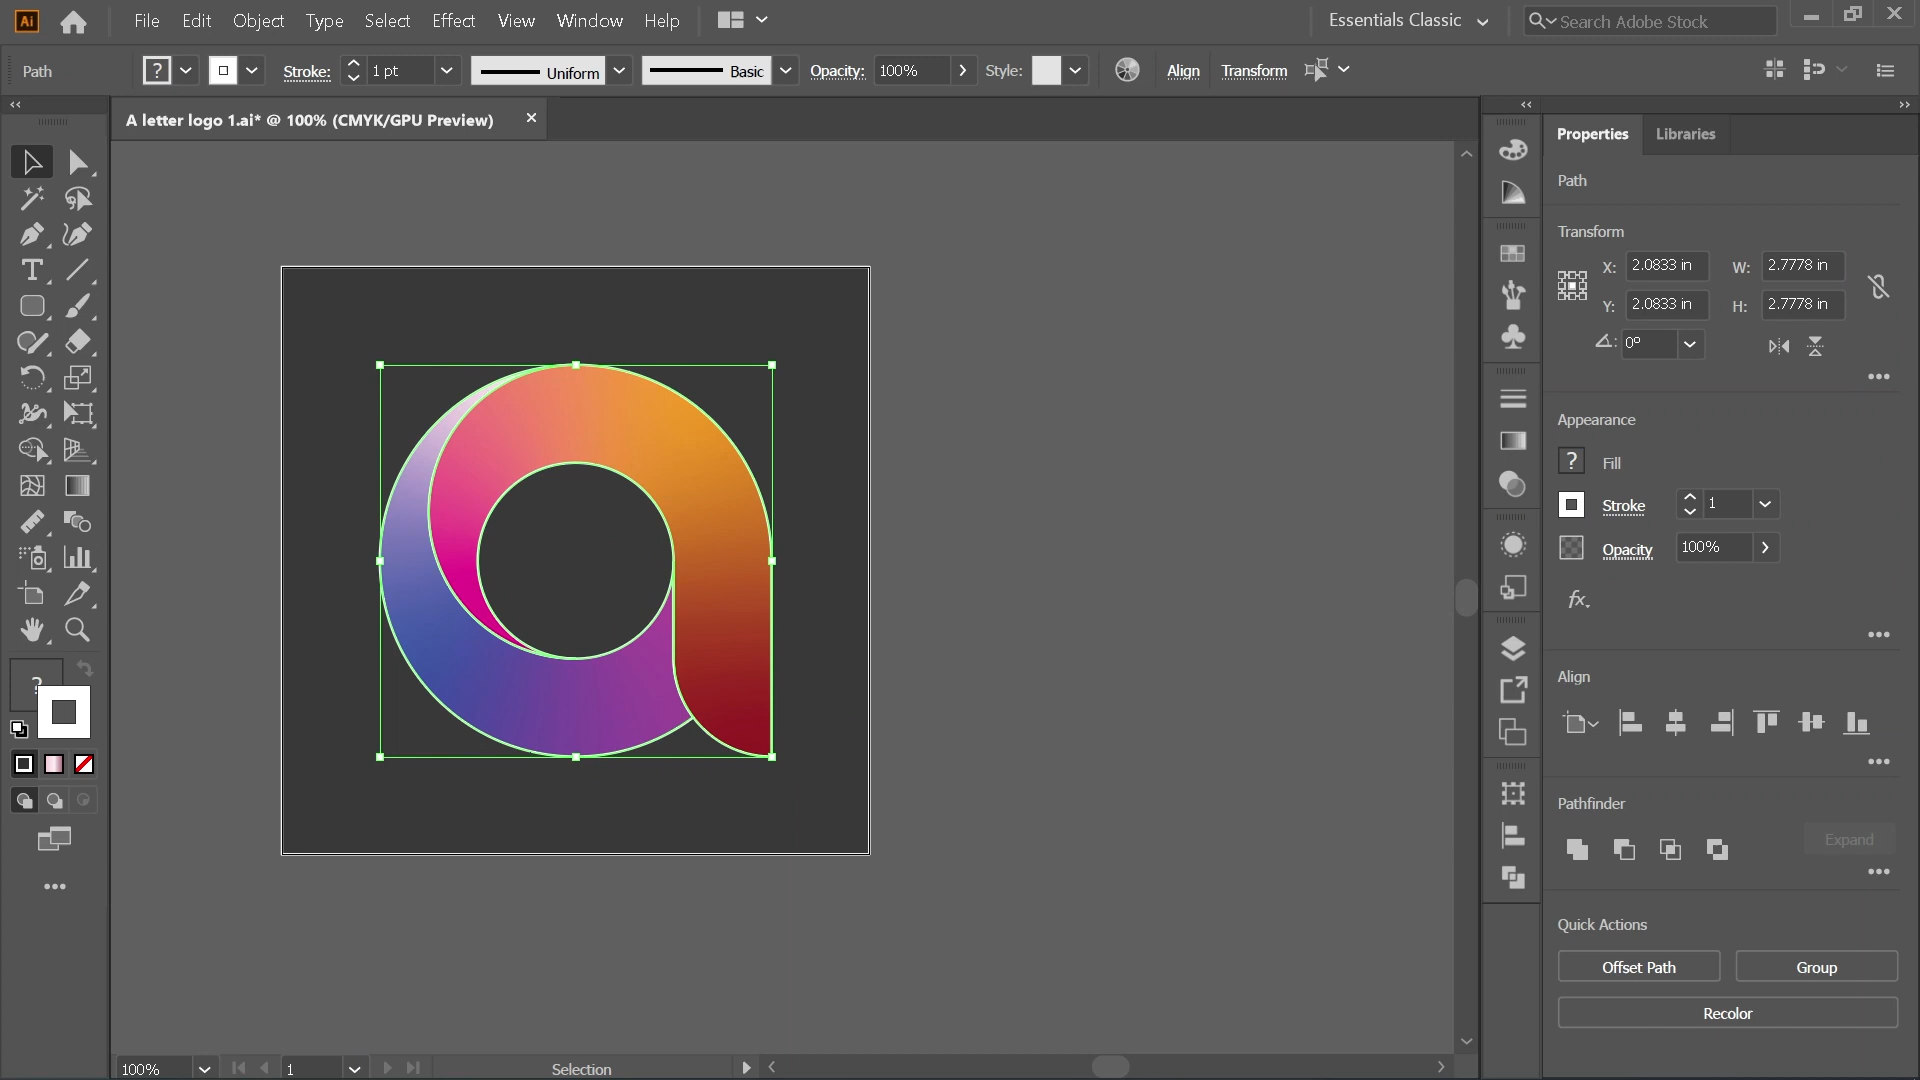 Ai File Edit Object Type Select Effect View Window Help Essentials Classic Search Adobe Stock
Path ? Stroke: 1 pt Uniform Basic Opacity: 100% Style: Align Transform
A letter logo 1.ai* @ 100% (CMYK/GPU Preview)
Properties Libraries
Path
Transform
X: 2.0833 in W: 2.7778 in
Y: 2.0833 in H: 2.7778 in
0°
Appearance
? Fill
Stroke 1
Opacity 100%
fx.
Align
?
Pathfinder
Expand
Quick Actions
Offset Path Group
Recolor
100% 1 Selection